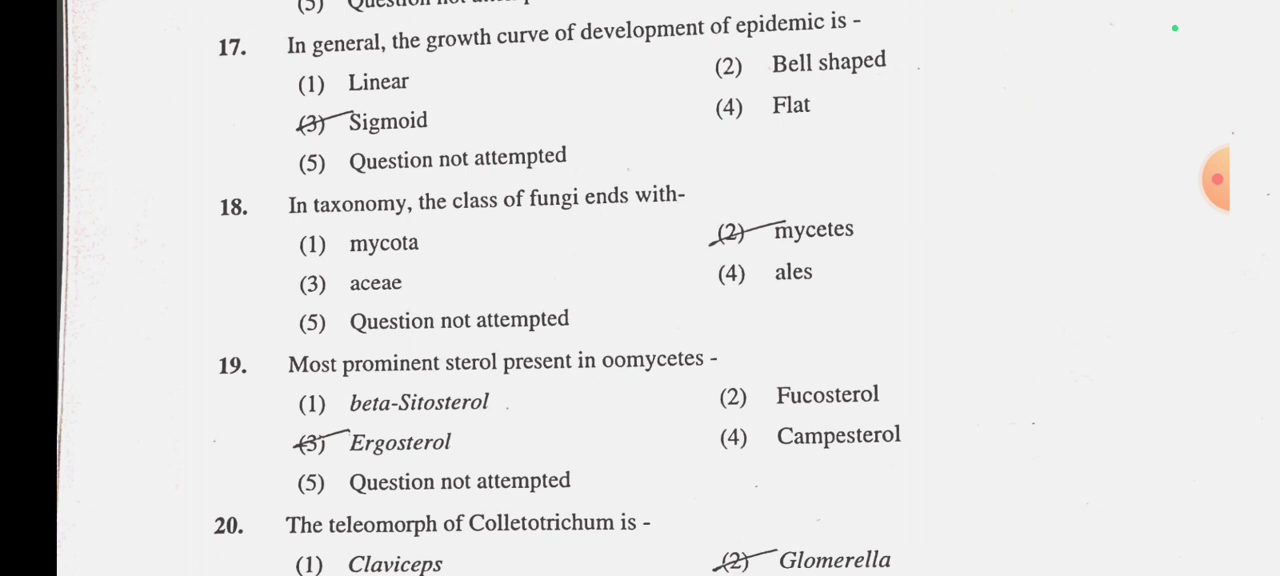 (5) Question not
17. In general, the growth curve of development of epidemic is -
(1) Linear (2) Bell shaped
(3) Sigmoid (4) Flat
(5) Question not attempted
18. In taxonomy, the class of fungi ends with-
(1) mycota (2) mycetes
(3) aceae (4) ales
(5) Question not attempted
19. Most prominent sterol present in oomycetes -
(1) beta-Sitosterol (2) Fucosterol
(3) Ergosterol (4) Campesterol
(5) Question not attempted
20. The teleomorph of Colletotrichum is -
(1) Claviceps (2) Glomerella